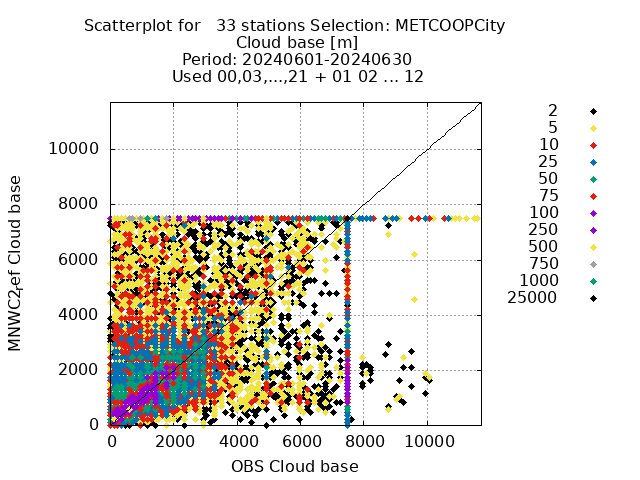 Scatterplot for   33 stations Selection: METCOOPCity
Cloud base [m]
Period: 20240601-20240630
Used 00,03,...,21 + 01 02 ... 12
MNWC2,ef Cloud base
10000
8000
6000
4000
2000
0
0 2000 4000 6000 8000 10000
OBS Cloud base
2
5
10
25
50
75
100
250
500
750
1000
25000